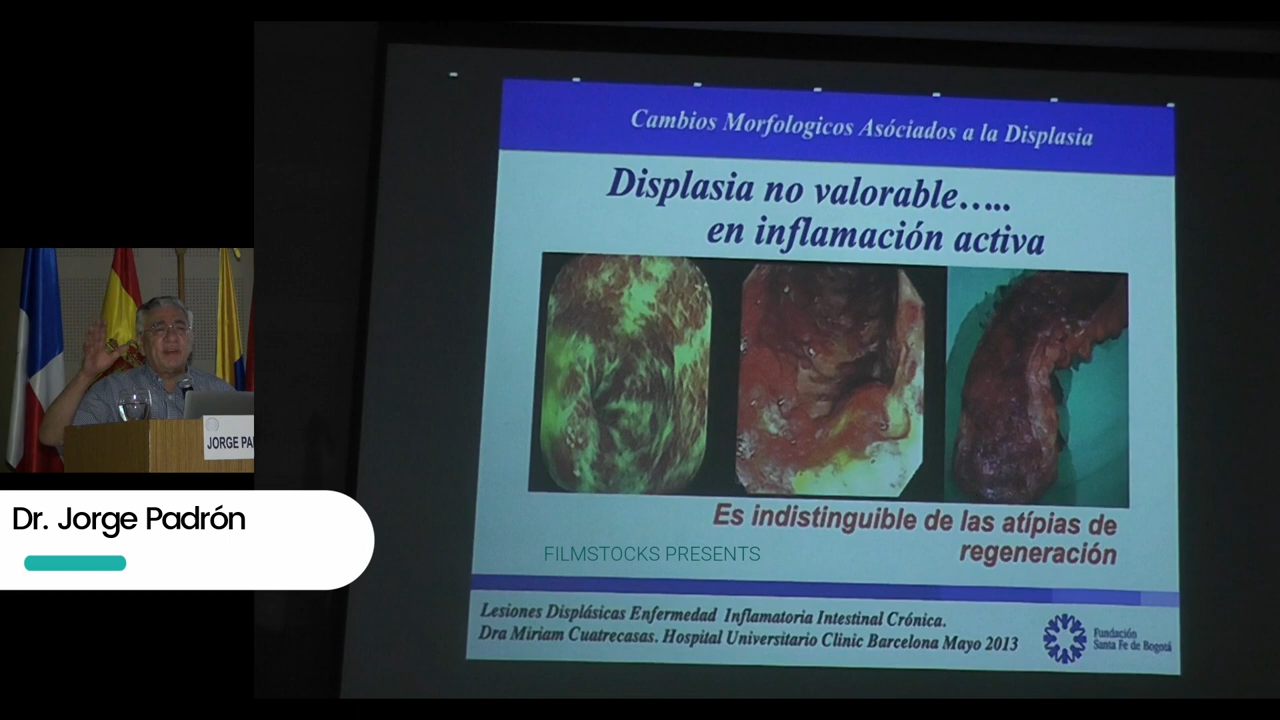 Cambios Morfologicos Asóciados a la Displasia
Displasia no valorable.....
en inflamación activa
Es indistinguible de las atípias de
regeneración
FILMSTOCKS PRESENTS
Lesiones Displásicas Enfermedad Inflamatoria Intestinal Crónica.
Dra Miriam Cuatrecasas. Hospital Universitario Clinic Barcelona Mayo 2013
Fundación
Santa Fe de Bogotá
JORGE PA
Dr. Jorge Padrón